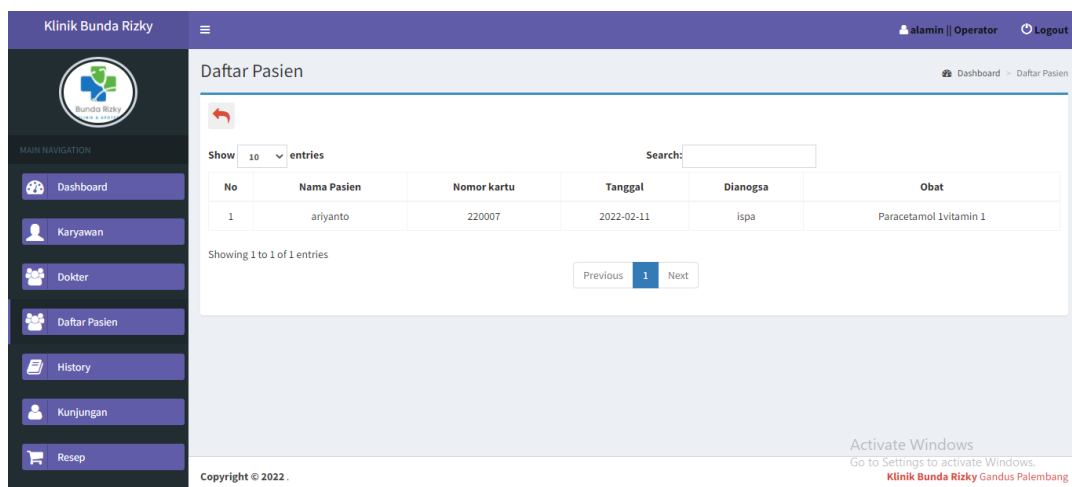 Klinik Bunda Rizky
alamin || Operator Logout
Bunda Rizky
Daftar Pasien
Dashboard > Daftar Pasien
MAIN NAVIGATION
Dashboard
Karyawan
Dokter
Daftar Pasien
History
Kunjungan
Resep
Show 10 entries Search:
No Nama Pasien Nomor kartu Tanggal Dianogsa Obat
1 ariyanto 220007 2022-02-11 ispa Paracetamol 1vitamin 1
Showing 1 to 1 of 1 entries
Previous 1 Next
Activate Windows
Go to Settings to activate Windows.
Copyright © 2022 . Klinik Bunda Rizky Gandus Palembang